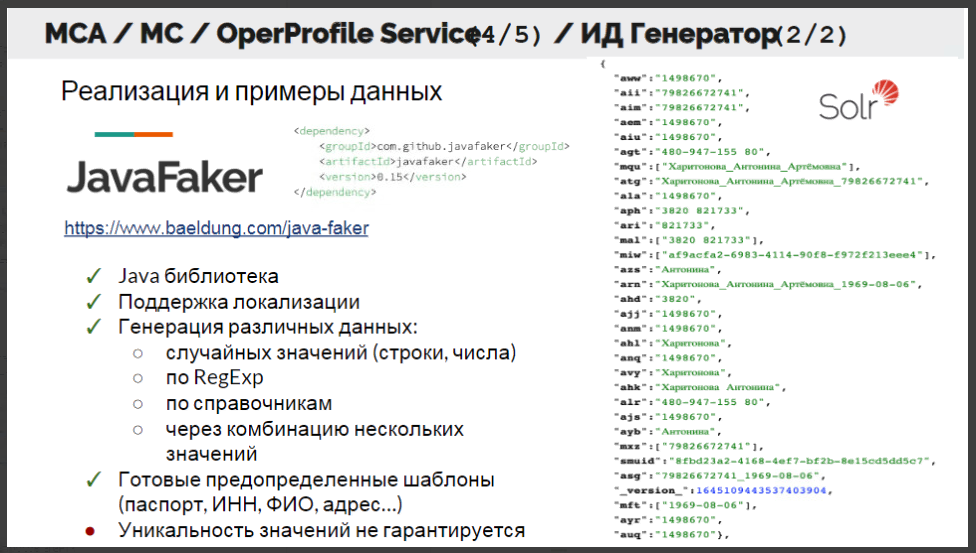 МСА / МС / OperProfile Service(4/5) / ИД Генератор(2/2)
Реализация и примеры данных
JavaFaker
<dependency>
<groupId>com.github.javafaker</groupId>
<artifactId>javafaker</artifactId>
<version>0.15</version>
</dependency>
https://www.baeldung.com/java-faker
✓ Java библиотека
✓ Поддержка локализации
✓ Генерация различных данных:
○ случайных значений (строки, числа)
○ по RegExp
○ по справочникам
○ через комбинацию нескольких
значений
✓ Готовые предопределенные шаблоны
(паспорт, ИНН, ФИО, адрес...)
● Уникальность значений не гарантируется
Solr
{
"aww":"1498670",
"aii":"79826672741",
"aim":"79826672741",
"aem":"1498670",
"aiu":"1498670",
"agt":"480-947-155 80",
"mqu":["Харитонова_Антонина_Артёмовна"],
"atg":"Харитонова_Антонина_Артёмовна_79826672741",
"ala":"1498670",
"aph":"3820 821733",
"ari":"821733",
"mal":["3820 821733"],
"miw":["af9acfa2-6983-4114-90f8-f972f213eee4"],
"azs":"Антонина",
"arn":"Харитонова_Антонина_Артёмовна_1969-08-06",
"ahd":"3820",
"ajj":"1498670",
"anm":"1498670",
"ahl":"Харитонова",
"anq":"1498670",
"avy":"Харитонова",
"ahk":"Харитонова Антонина",
"alr":"480-947-155 80",
"ajs":"1498670",
"ayb":"Антонина",
"mxz":["79826672741"],
"smuid":"8fbd23a2-4168-4ef7-bf2b-8e15cd5dd5c7",
"asg":"79826672741_1969-08-06",
"_version_":1645109443537403904,
"mft":["1969-08-06"],
"ayr":"1498670",
"auq":"1498670"},